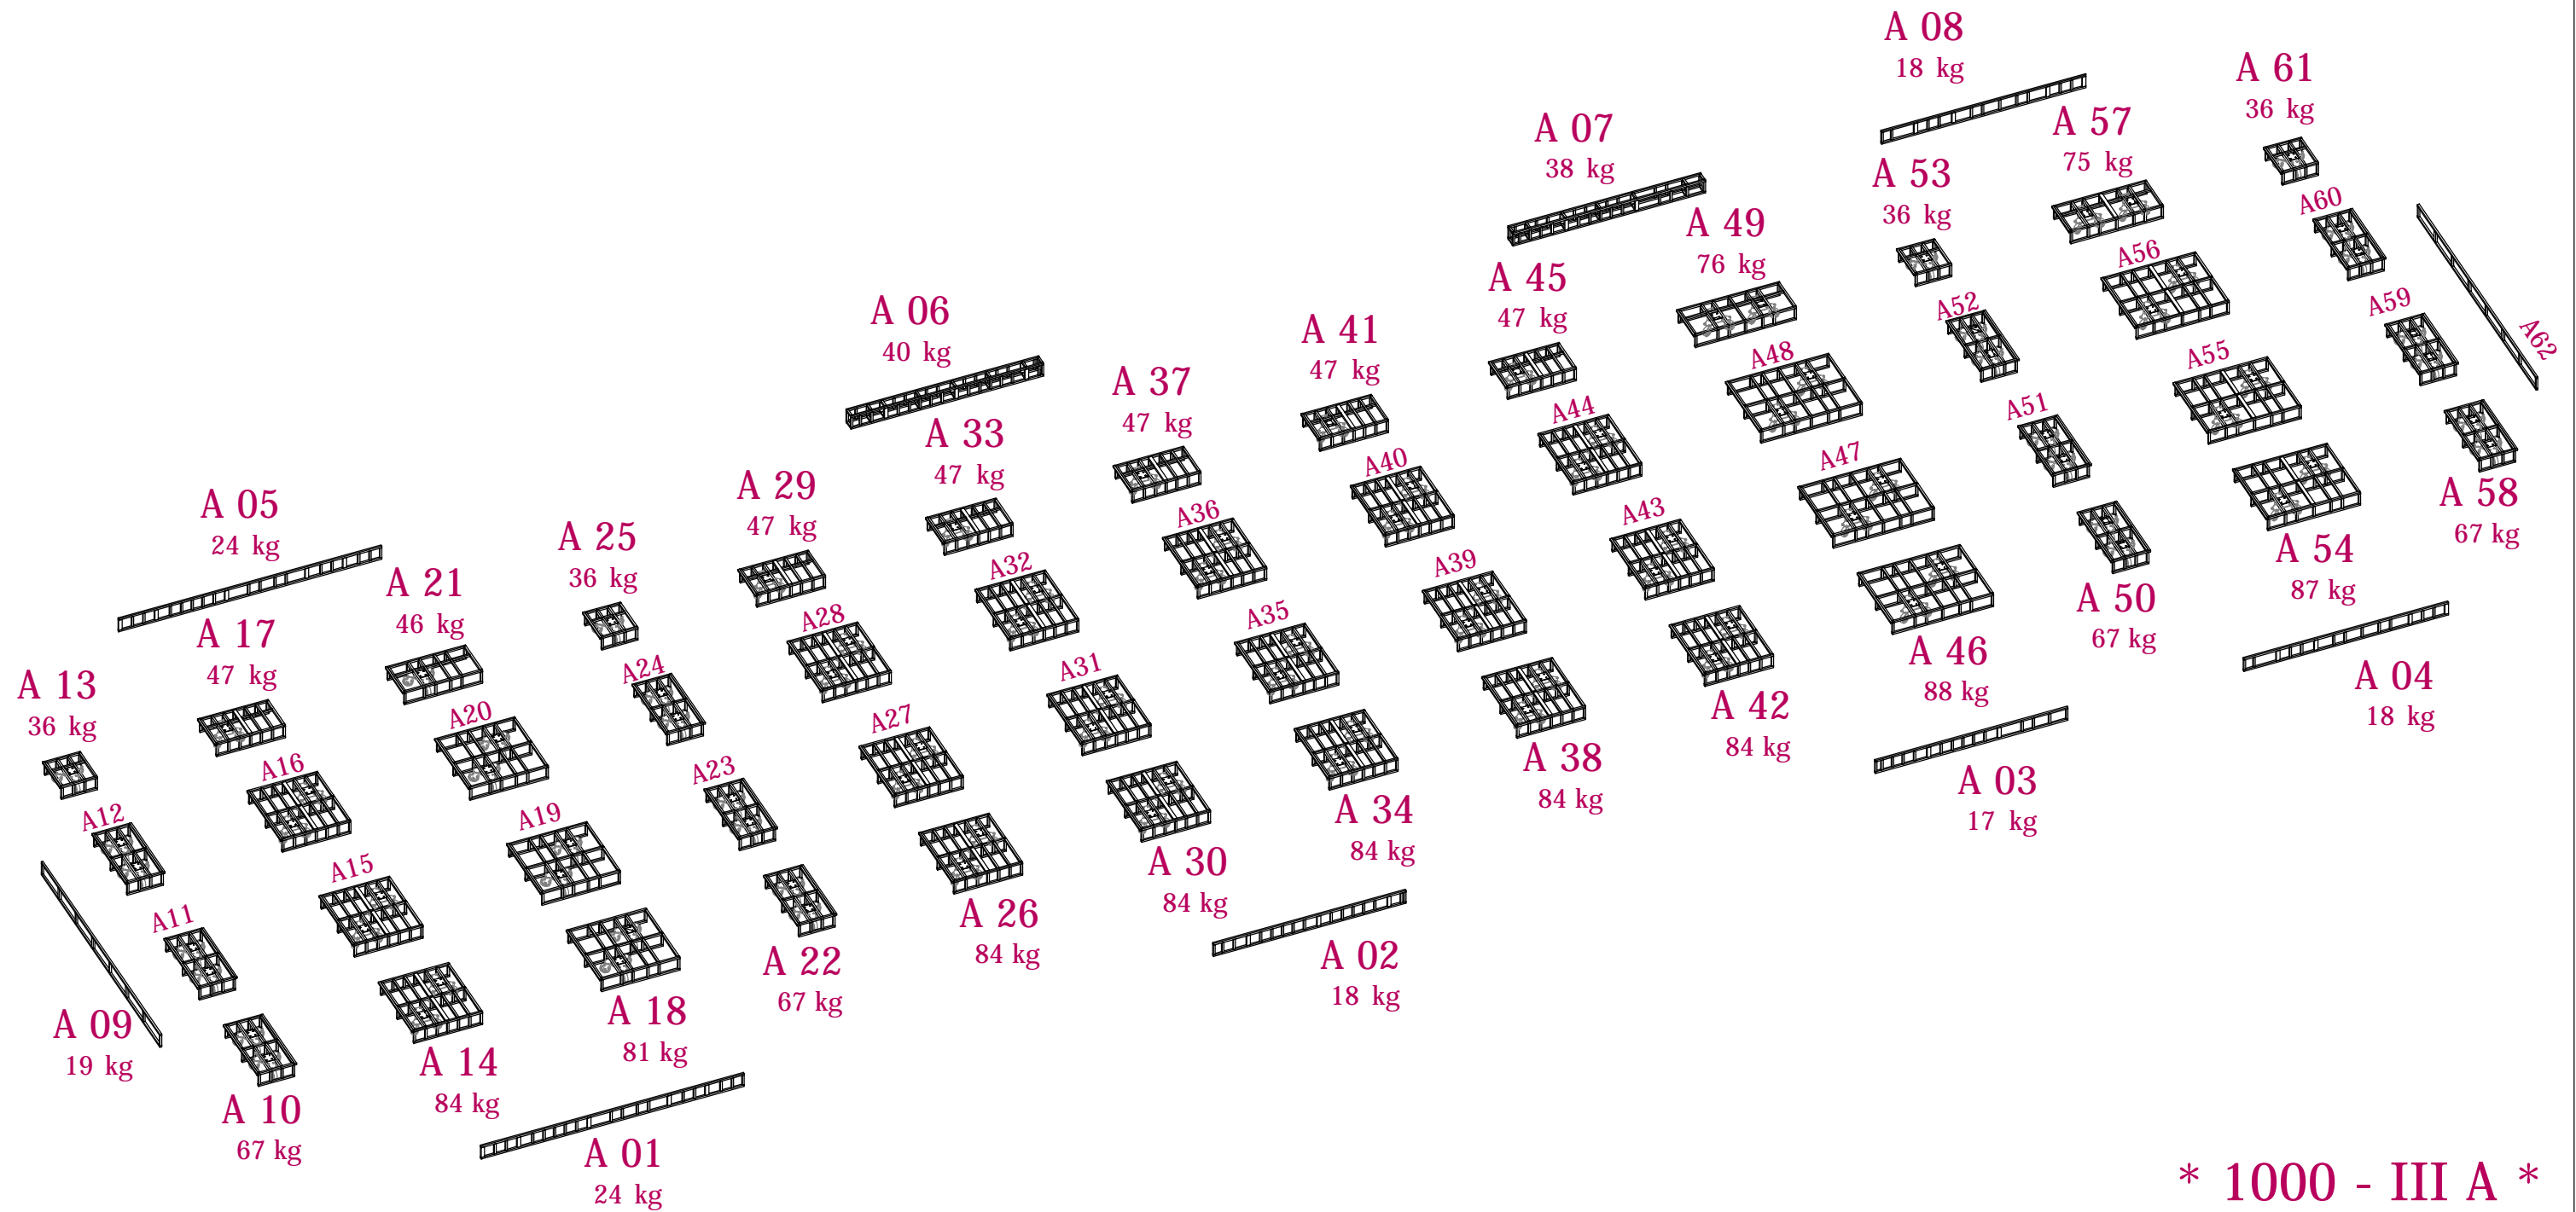 A 08
18 kg
A 61
36 kg
A 07
38 kg
A 57
75 kg
A 53
36 kg
A60
A 49
76 kg
A56
A 45
47 kg
A52
A59
A62
A 06
40 kg
A 41
47 kg
A48
A55
A 37
47 kg
A44
A51
A 33
47 kg
A40
A47
A 58
67 kg
A 05
24 kg
A 29
47 kg
A36
A43
A 25
36 kg
A32
A39
A 54
87 kg
A 21
46 kg
A28
A35
A 50
67 kg
A 17
47 kg
A24
A31
A 46
88 kg
A 04
18 kg
A 13
36 kg
A20
A27
A 42
84 kg
A16
A23
A 38
84 kg
A 03
17 kg
A12
A19
A 34
84 kg
A15
A 30
84 kg
A11
A 26
84 kg
A 02
18 kg
A 22
67 kg
A 09
19 kg
A 18
81 kg
A 14
84 kg
A 10
67 kg
A 01
24 kg
* 1000 - III A *